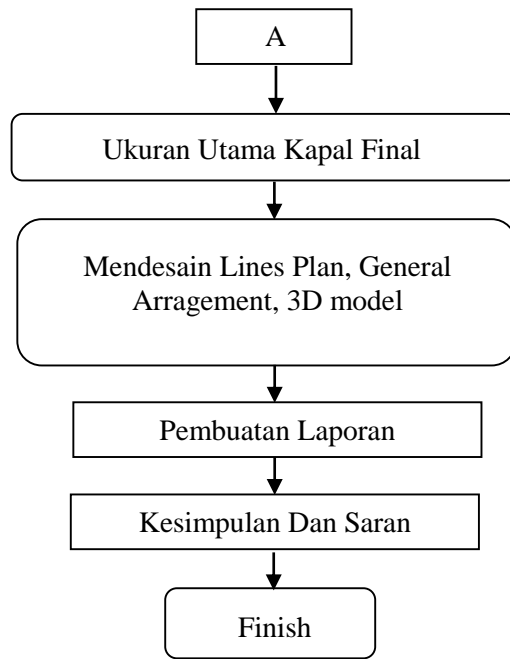 A
Ukuran Utama Kapal Final
Mendesain Lines Plan, General
Arragement, 3D model
Pembuatan Laporan
Kesimpulan Dan Saran
Finish